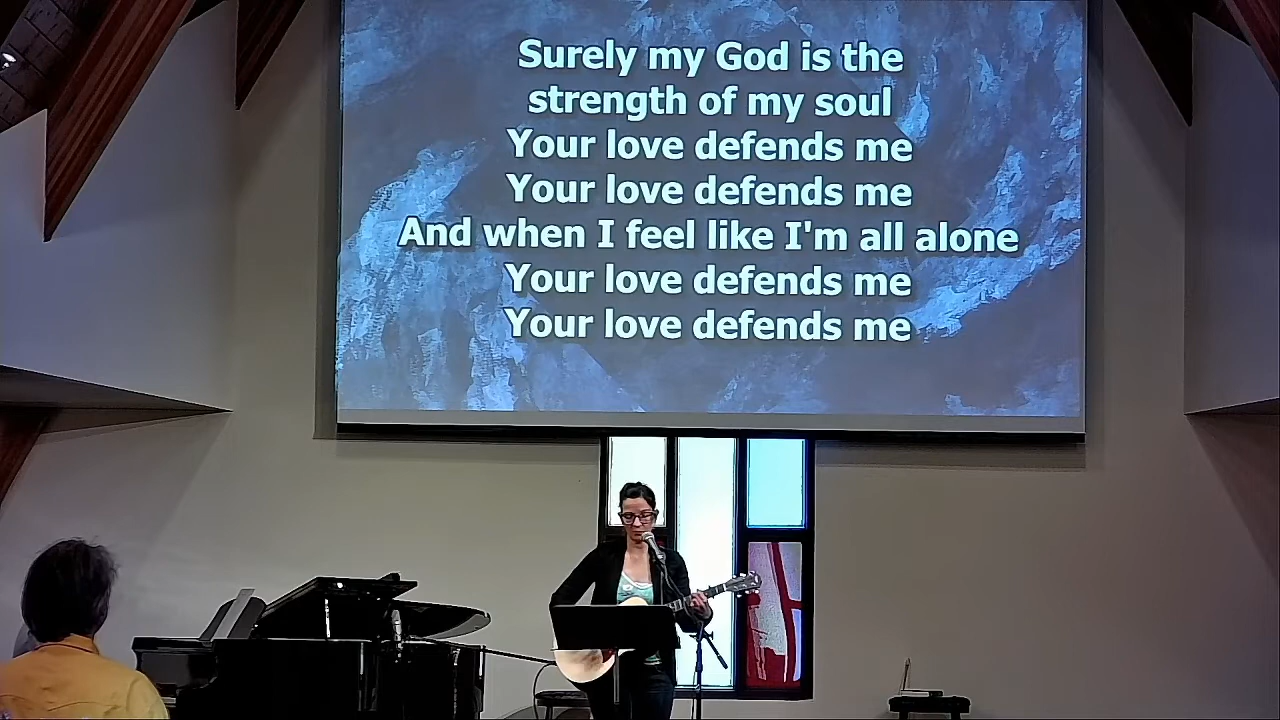 Surely my God is the
strength of my soul
Your love defends me
Your love defends me
And when I feel like I'm all alone
Your love defends me
Your love defends me